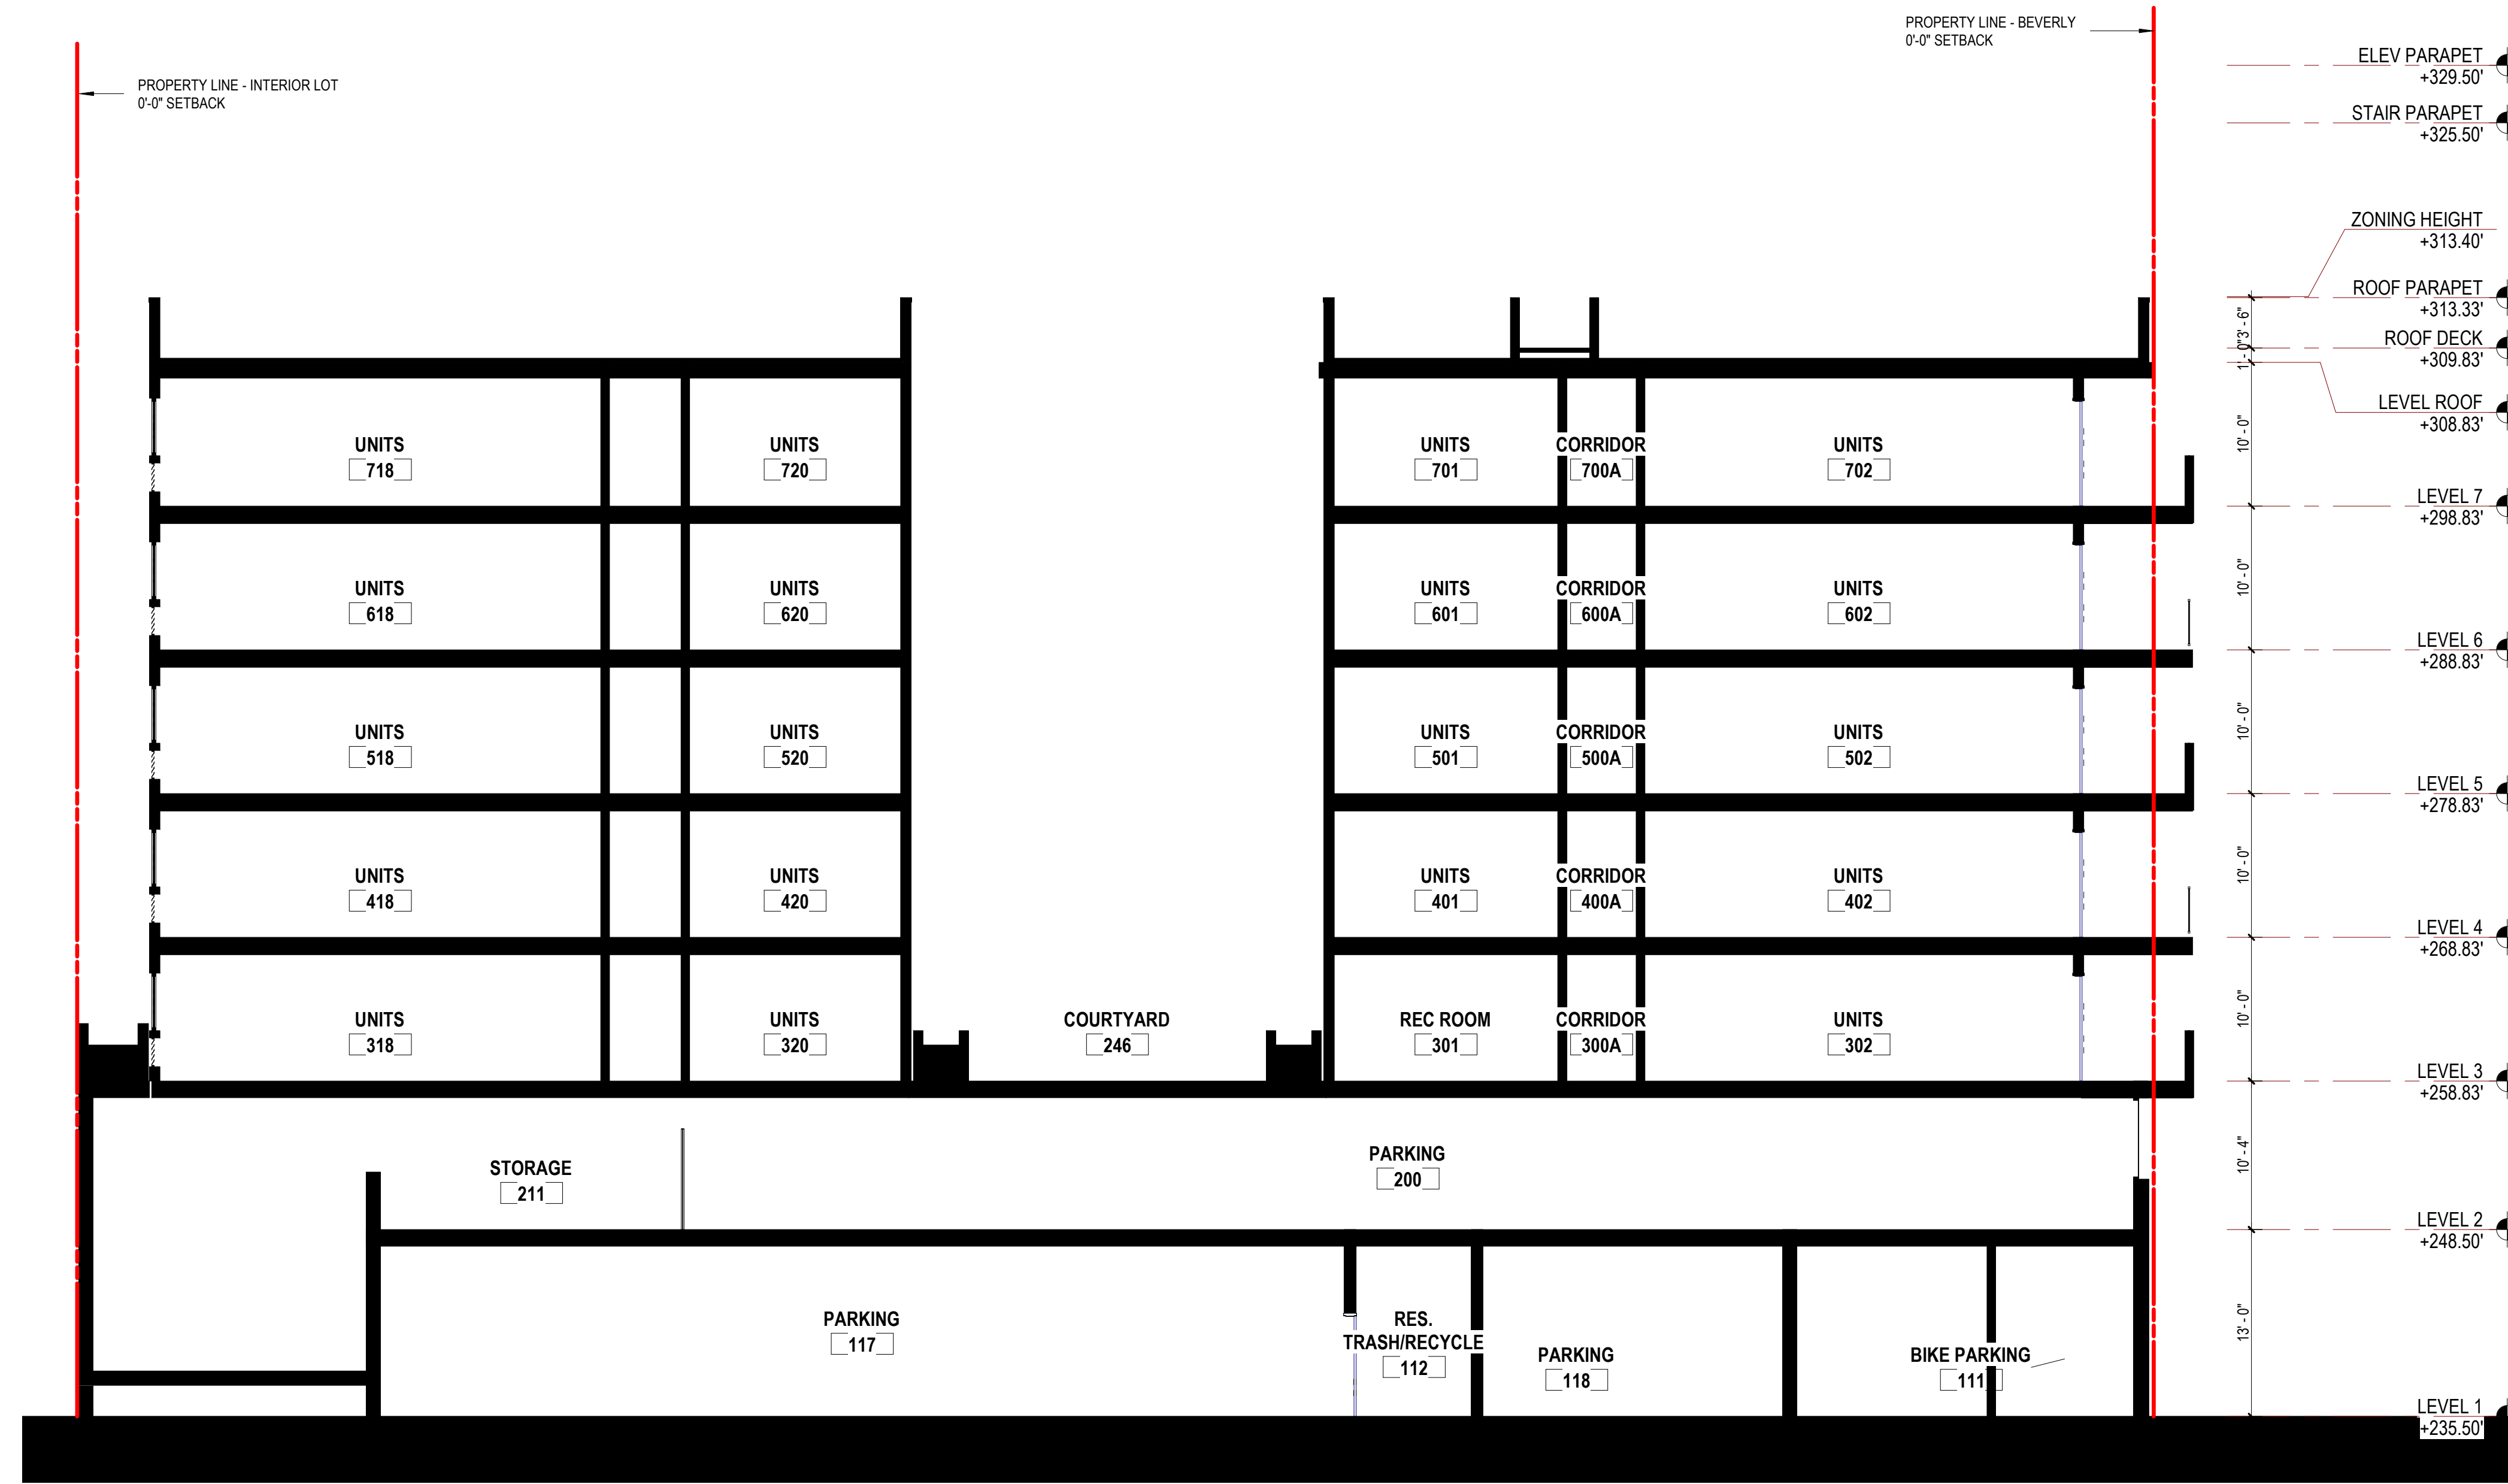 PROPERTY LINE - BEVERLY
0'-0" SETBACK
PROPERTY LINE - INTERIOR LOT
0'-0" SETBACK
ELEV PARAPET
+329.50'
STAIR PARAPET
+325.50'
ZONING HEIGHT
+313.40'
ROOF PARAPET
+313.33'
3' - 6"
ROOF DECK
+309.83'
1' - 0"
LEVEL ROOF
+308.83'
UNITS
718
UNITS
720
UNITS
701
CORRIDOR
700A
UNITS
702
10' - 0"
LEVEL 7
+298.83'
UNITS
618
UNITS
620
UNITS
601
CORRIDOR
600A
UNITS
602
10' - 0"
LEVEL 6
+288.83'
UNITS
518
UNITS
520
UNITS
501
CORRIDOR
500A
UNITS
502
10' - 0"
LEVEL 5
+278.83'
UNITS
418
UNITS
420
UNITS
401
CORRIDOR
400A
UNITS
402
10' - 0"
LEVEL 4
+268.83'
UNITS
318
UNITS
320
COURTYARD
246
REC ROOM
301
CORRIDOR
300A
UNITS
302
10' - 0"
LEVEL 3
+258.83'
STORAGE
211
PARKING
200
10' - 4"
LEVEL 2
+248.50'
PARKING
117
RES.
TRASH/RECYCLE
112
PARKING
118
BIKE PARKING
111
13' - 0"
LEVEL 1
+235.50'